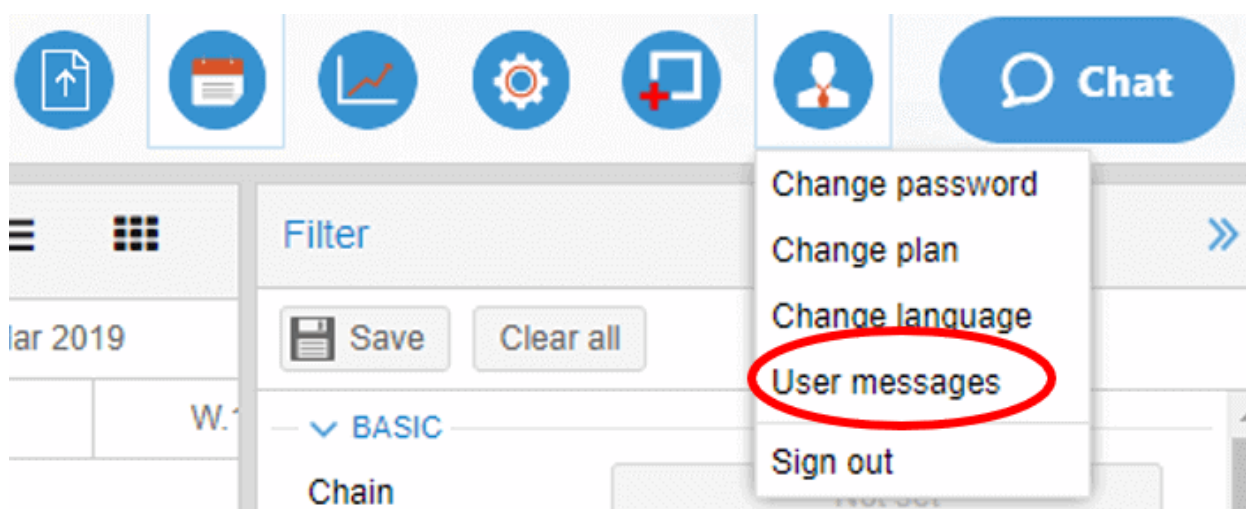 Chat
Change password
Filter
Change plan
Mar 2019
Save
Clear all
Change language
User messages
W.1
BASIC
Sign out
Chain
Not set